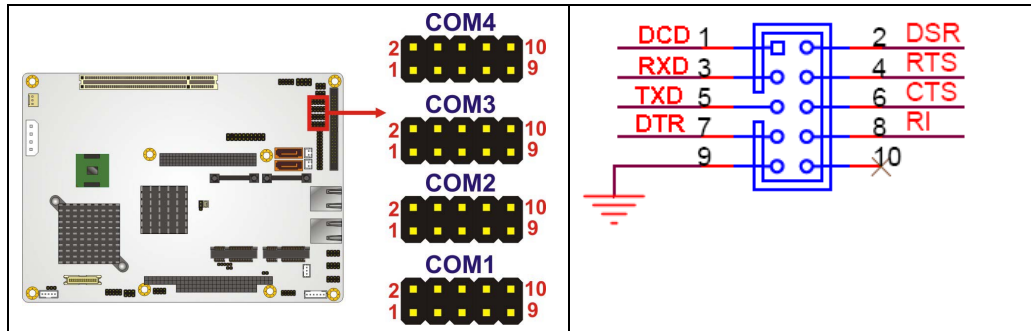 COM4
2 10
1 9
COM3
2 10
1 9
COM2
2 10
1 9
COM1
2 10
1 9
DCD 1 2 DSR
RXD 3 4 RTS
TXD 5 6 CTS
DTR 7 8 RI
9 10